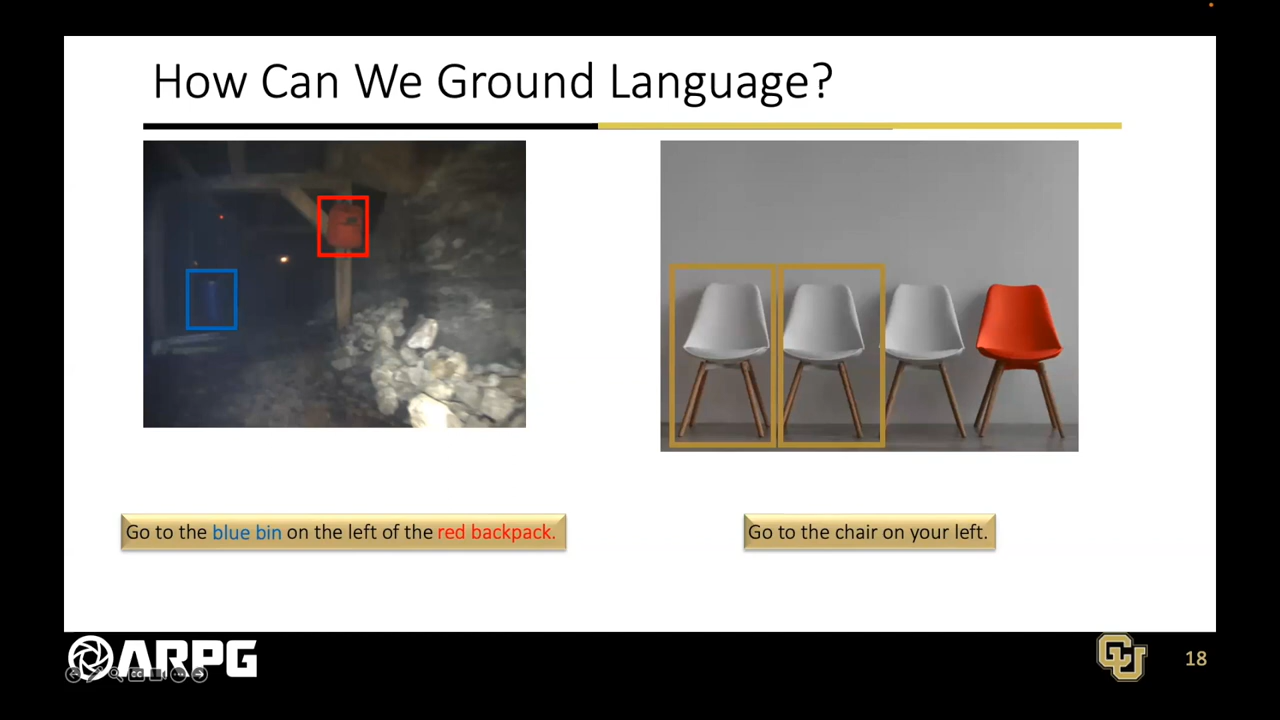 How Can We Ground Language?
Go to the blue bin on the left of the red backpack.
Go to the chair on your left.
ARPG
CU
18